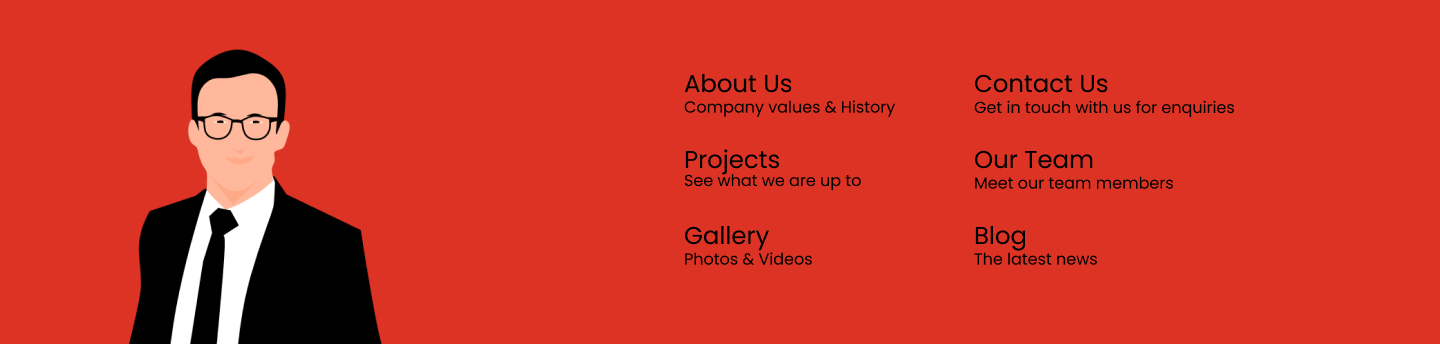 About Us
Company values & History
Projects
See what we are up to
Gallery
Photos & Videos
Contact Us
Get in touch with us for enquiries
Our Team
Meet our team members
Blog
The latest news